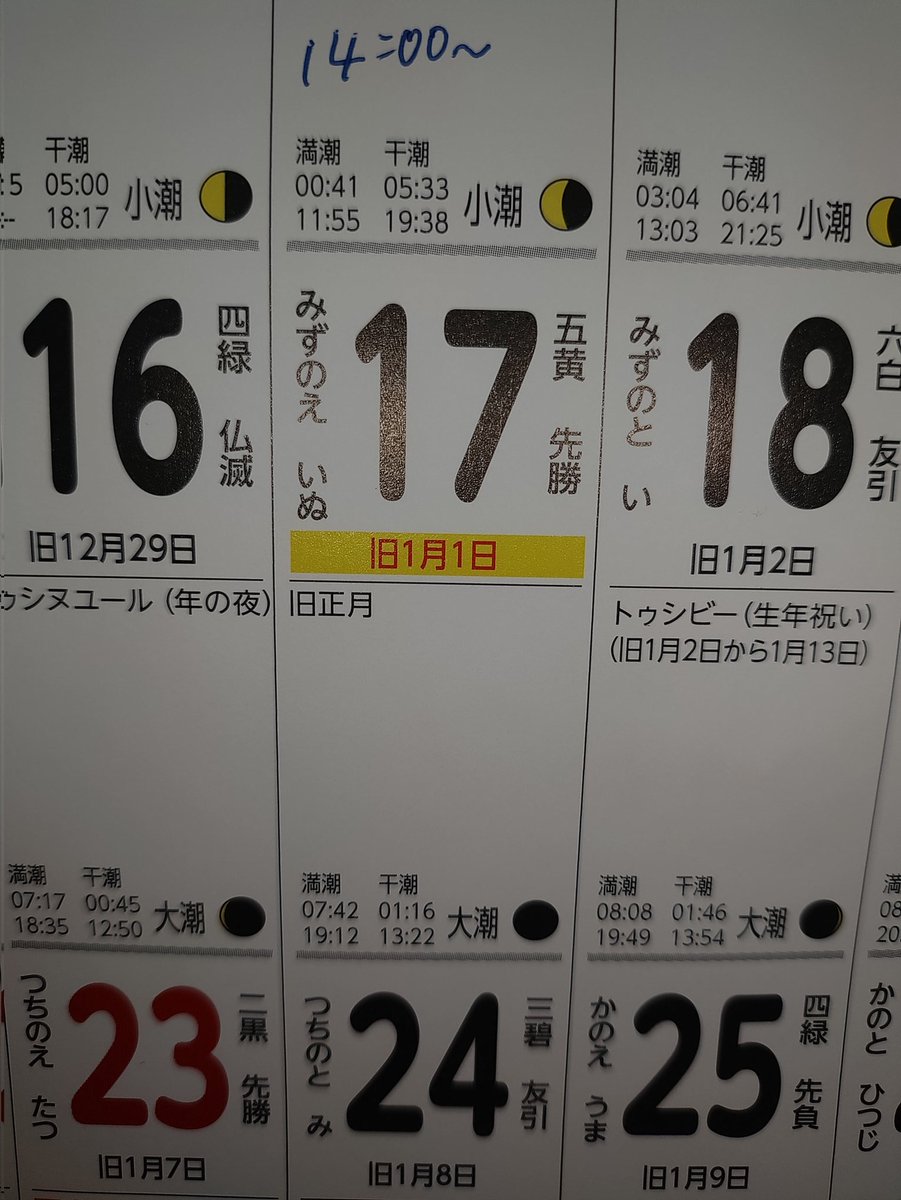 14:00~
干潮
05:00
18:17
小潮
満潮 干潮
00:41 05:33
11:55 19:38
小潮
満潮 干潮
03:04 06:41
13:03 21:25
小潮
16
四緑 仏滅
旧12月29日
ゥシヌユール (年の夜)
みずのえ いぬ
17
五黄 先勝
旧1月1日
旧正月
みずのと い
18
六白 友引
旧1月2日
トゥシビー (生年祝い)
(旧1月2日から1月13日)
満潮 干潮
07:17 00:45
18:35 12:50
大潮
満潮 干潮
07:42 01:16
19:12 13:22
大潮
満潮 干潮
08:08 01:46
19:49 13:54
大潮
つちのえ たつ
23
二黒 先勝
旧1月7日
つちのと み
24
三碧 友引
旧1月8日
かのえ うま
25
四緑 先負
旧1月9日
かのと ひつじ